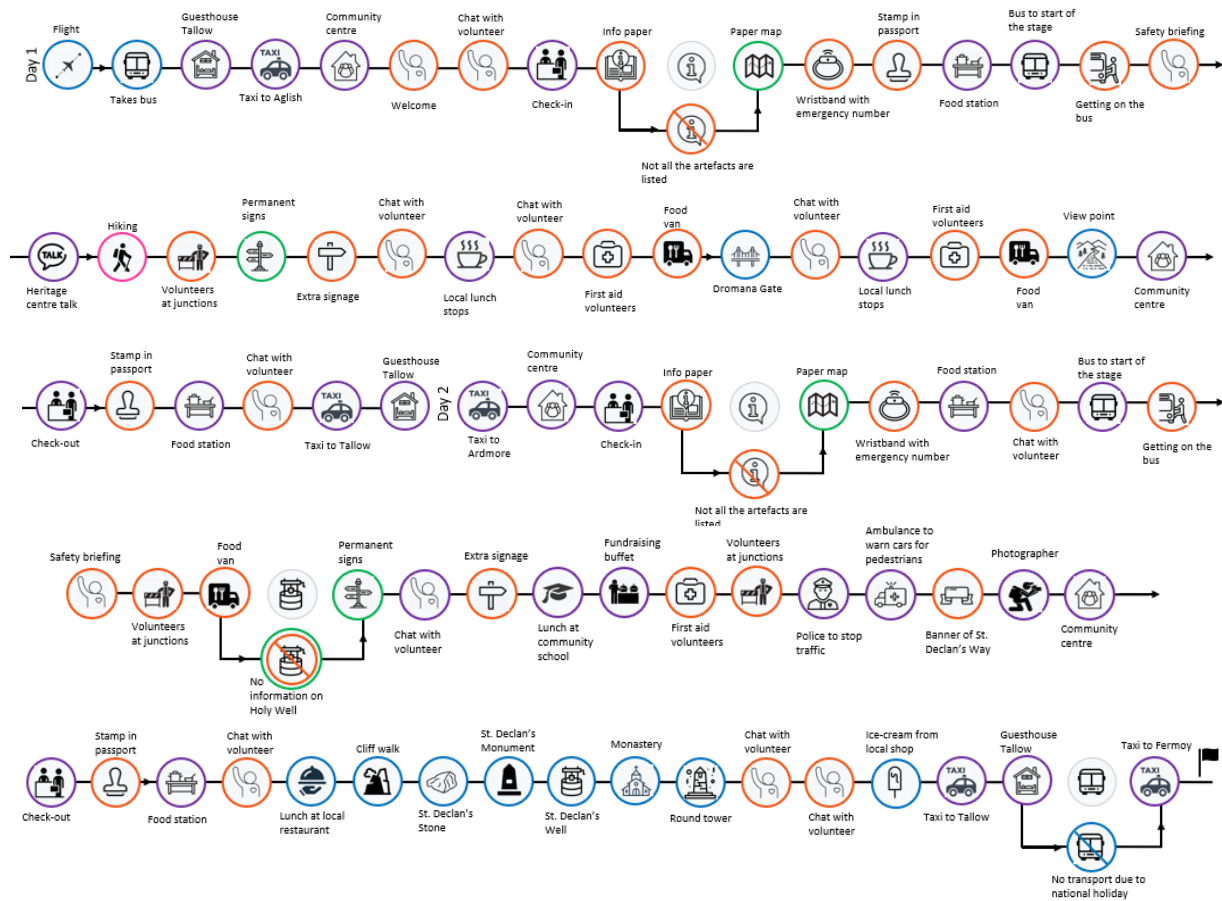 Day 1
Flight
Takes bus
Guesthouse
Tallow
TAXI
Taxi to Aglish
Community
centre
Welcome
Chat with
volunteer
Check-in
Info paper
Not all the artefacts are
listed
Paper map
Wristband with
emergency number
Stamp in
passport
Food station
Bus to start of
the stage
Getting on the
bus
Safety briefing
TALK
Heritage
centre talk
Hiking
Volunteers
at junctions
Permanent
signs
Extra signage
Chat with
volunteer
Local lunch
stops
Chat with
volunteer
First aid
volunteers
Food
van
Dromana Gate
Chat with
volunteer
Local lunch
stops
First aid
volunteers
Food
van
View point
Community
centre
Check-out
Stamp in
passport
Food station
Chat with
volunteer
TAXI
Taxi to Tallow
Guesthouse
Tallow
Day 2
TAXI
Taxi to
Ardmore
Community
centre
Check-in
Info paper
Not all the artefacts are
listed
Paper map
Wristband with
emergency number
Food station
Chat with
volunteer
Bus to start of
the stage
Getting on the
bus
Safety briefing
Volunteers
at junctions
Food
van
No
information on
Holy Well
Permanent
signs
Chat with
volunteer
Extra signage
Lunch at
community
school
Fundraising
buffet
First aid
volunteers
Volunteers
at junctions
Police to stop
traffic
Ambulance to
warn cars for
pedestrians
Banner of St.
Declan's Way
Photographer
Community
centre
Check-out
Stamp in
passport
Food station
Chat with
volunteer
Lunch at local
restaurant
Cliff walk
St. Declan's
Stone
St. Declan's
Monument
St. Declan's
Well
Monastery
Round tower
Chat with
volunteer
Chat with
volunteer
Ice-cream from
local shop
TAXI
Taxi to Tallow
Guesthouse
Tallow
No transport due to
national holiday
Taxi to Fermoy
TAXI